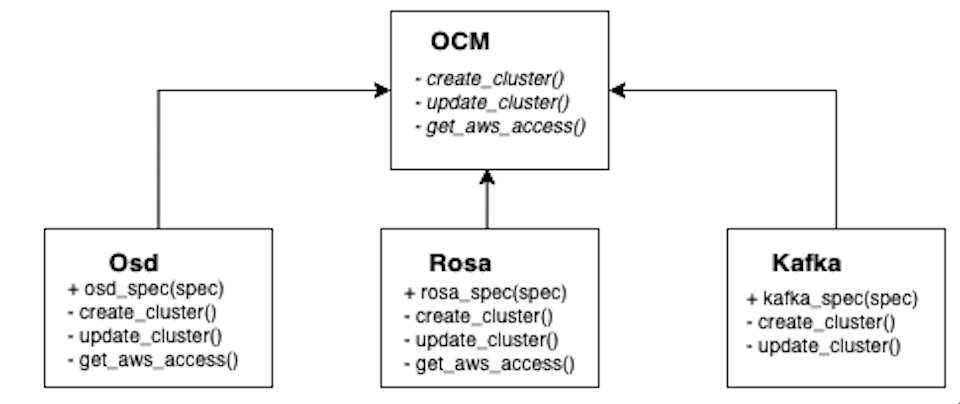 OCM
- create_cluster()
- update_cluster()
- get_aws_access()
Osd
+ osd_spec(spec)
- create_cluster()
- update_cluster()
- get_aws_access()
Rosa
+ rosa_spec(spec)
- create_cluster()
- update_cluster()
- get_aws_access()
Kafka
+ kafka_spec(spec)
- create_cluster()
- update_cluster()